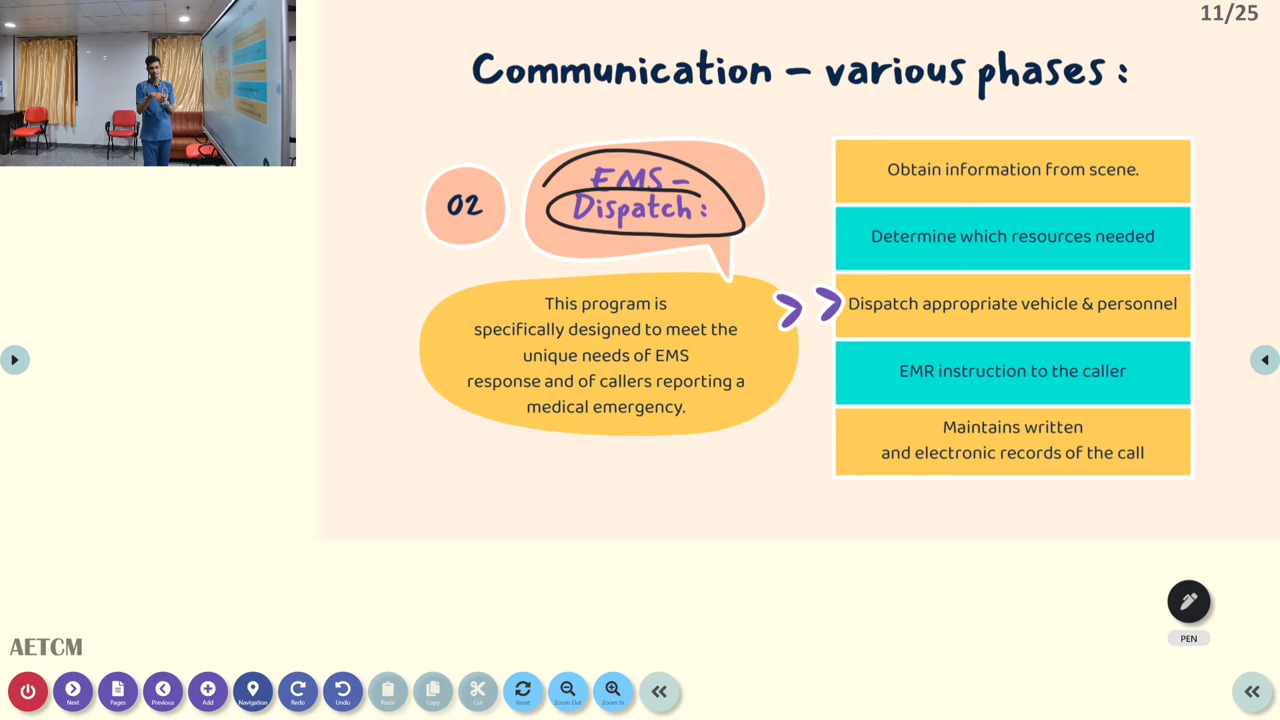 11/25
Communication – various phases :
02
EMS –
Dispatch :
This program is
specifically designed to meet the
unique needs of EMS
response and of callers reporting a
medical emergency.
Obtain information from scene.
Determine which resources needed
Dispatch appropriate vehicle & personnel
EMR instruction to the caller
Maintains written
and electronic records of the call
PEN
AETCM
Next
Pages
Previous
Add
Navigation
Redo
Undo
Paste
Copy
Cut
Reset
Zoom Out
Zoom In